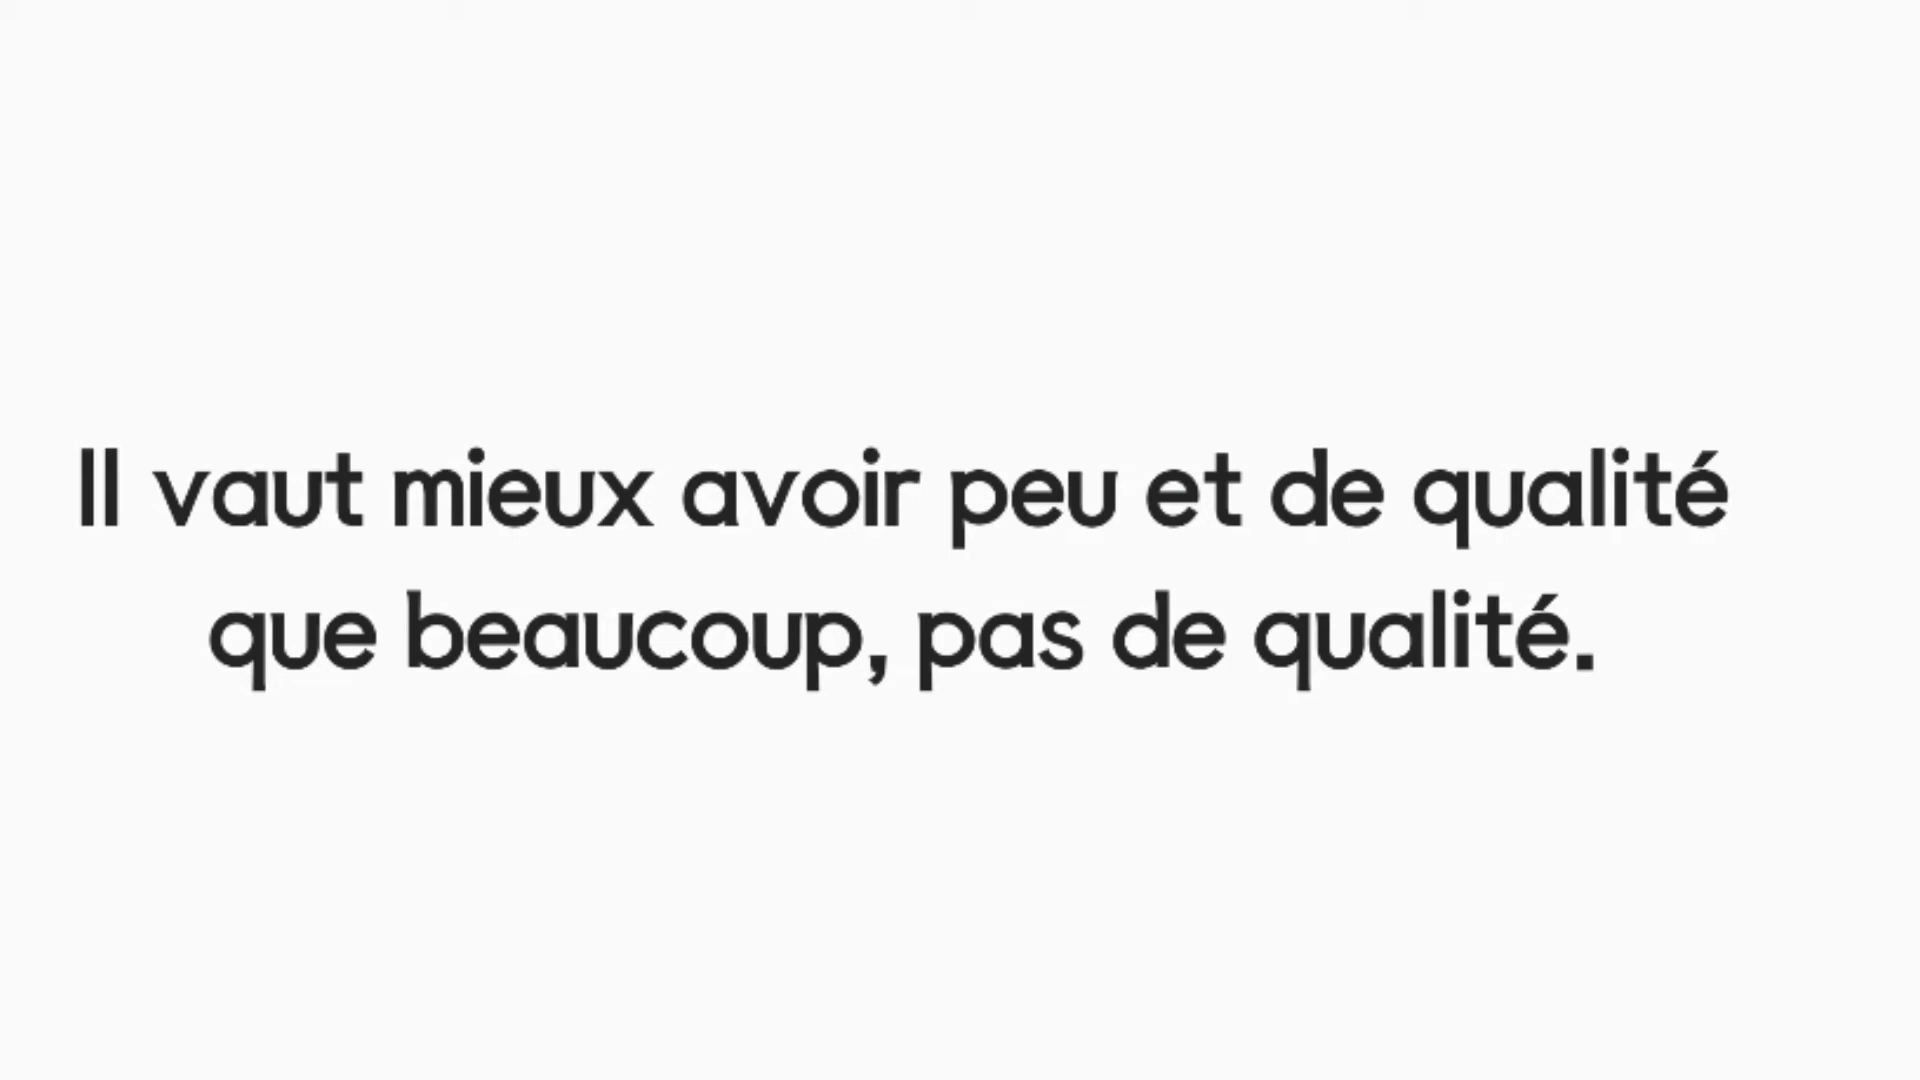 Il vaut mieux avoir peu et de qualité
que beaucoup, pas de qualité.